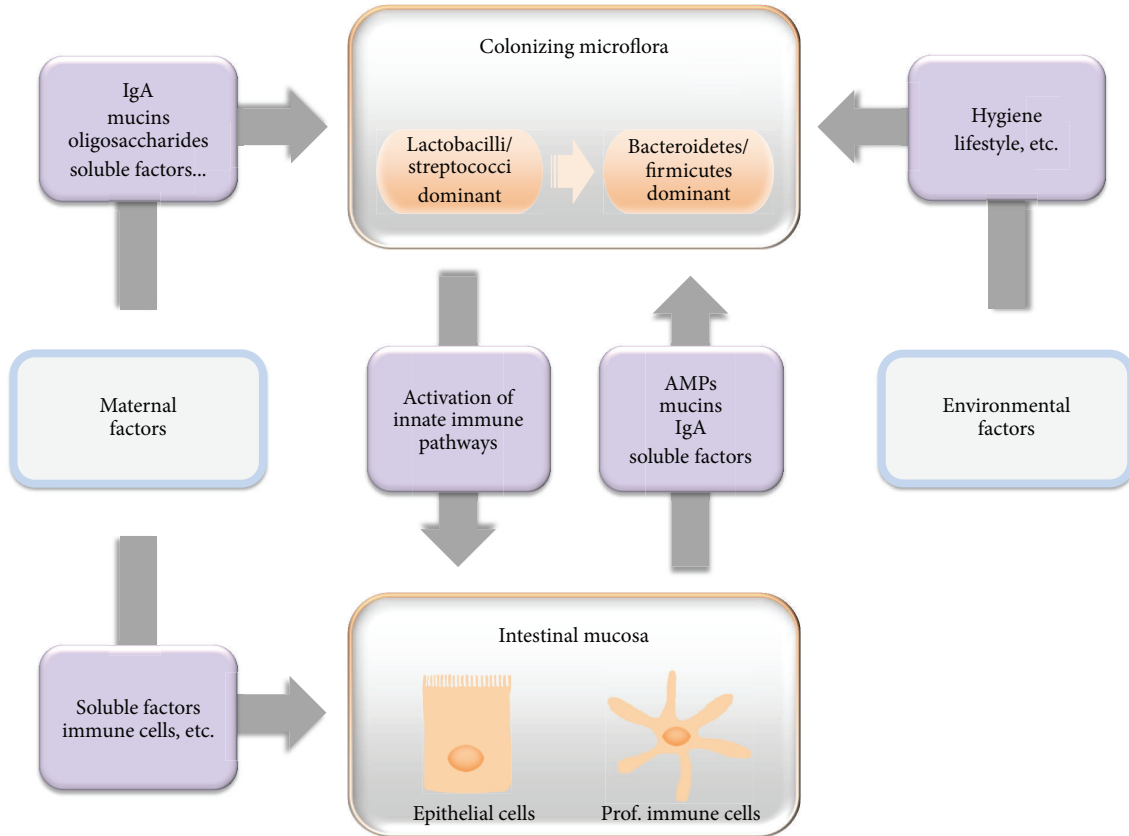 Colonizing microflora
IgA
mucins
oligosaccharides
soluble factors...
Lactobacilli/
streptococci
dominant
Bacteroidetes/
firmicutes
dominant
Hygiene
lifestyle, etc.
Maternal
factors
Activation of
innate immune
pathways
AMPs
mucins
IgA
soluble factors
Environmental
factors
Soluble factors
immune cells, etc.
Intestinal mucosa
Epithelial cells
Prof. immune cells